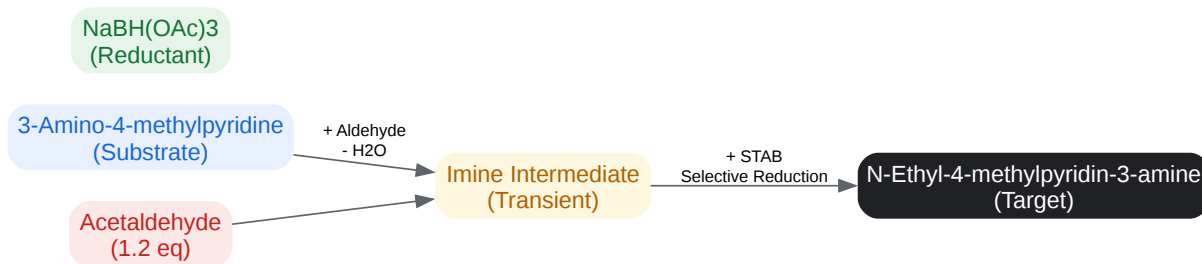 NaBH(OAc)3
(Reductant)
3-Amino-4-methylpyridine
(Substrate)
+ Aldehyde
- H2O
Acetaldehyde
(1.2 eq)
Imine Intermediate
(Transient)
+ STAB
Selective Reduction
N-Ethyl-4-methylpyridin-3-amine
(Target)